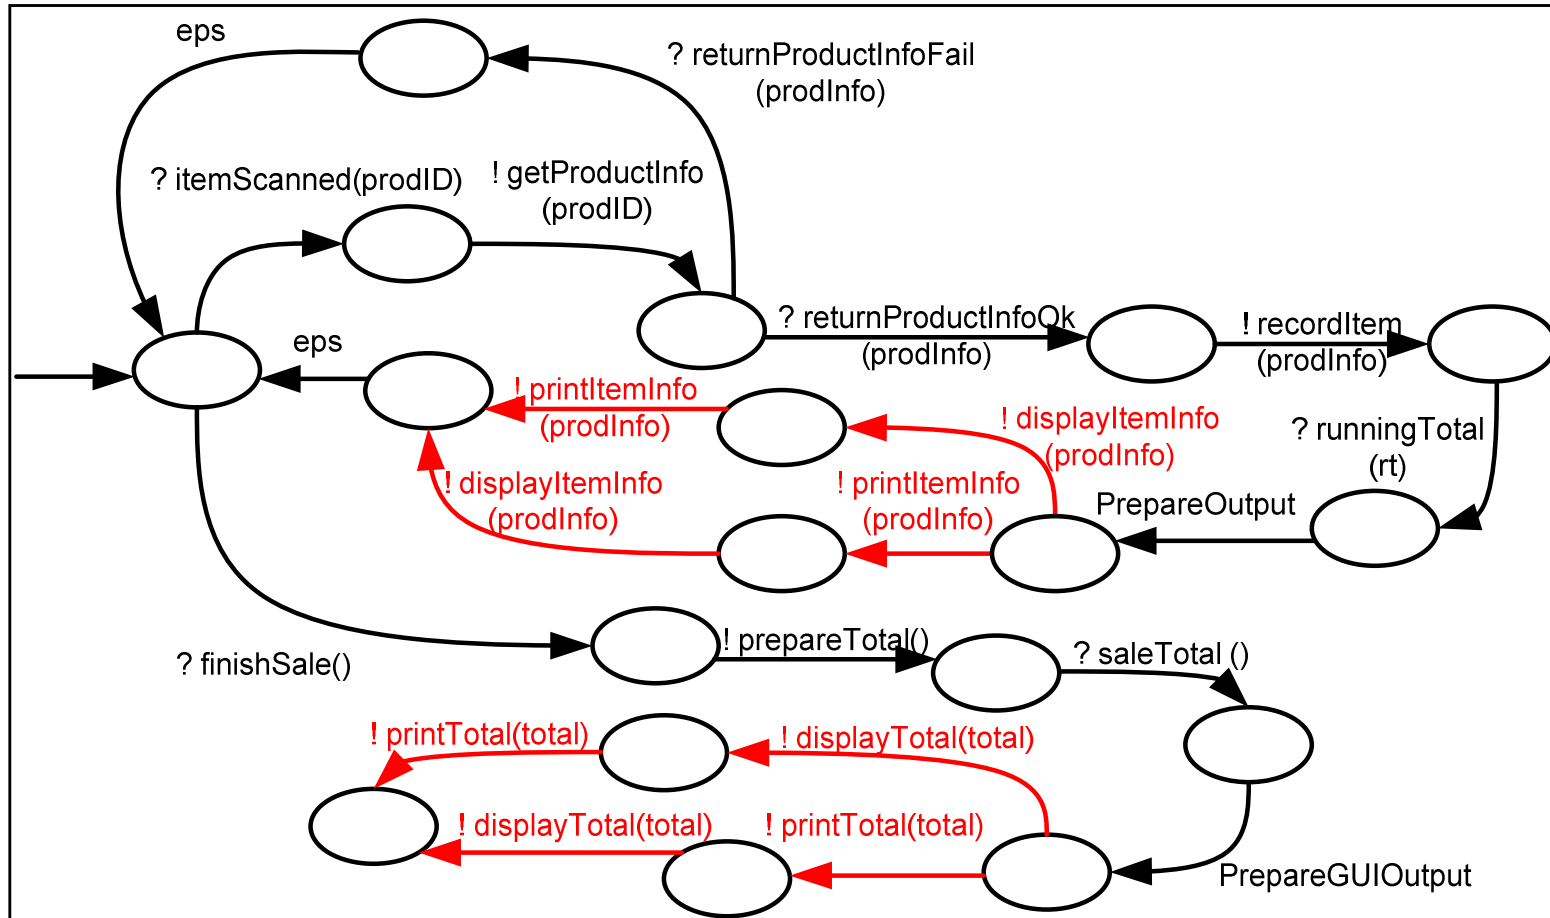 eps
? returnProductInfoFail
(prodInfo)
? itemScanned(prodID)
! getProductInfo
(prodID)
? returnProductInfoOk
(prodInfo)
! recordItem
(prodInfo)
eps
! printItemInfo
(prodInfo)
! displayItemInfo
(prodInfo)
? runningTotal
(rt)
! displayItemInfo
(prodInfo)
! printItemInfo
(prodInfo)
PrepareOutput
? finishSale()
! prepareTotal()
? saleTotal ()
! printTotal(total)
! displayTotal(total)
! displayTotal(total)
! printTotal(total)
PrepareGUIOutput